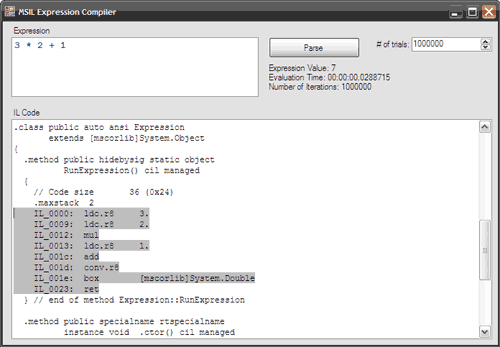 MSIL Expression Compiler
Expression
3 * 2 + 1
Parse
# of trials: 1000000
Expression Value: 7
Evaluation Time: 00:00:00.0288715
Number of Iterations: 1000000
IL Code
.class public auto ansi Expression
extends [mscorlib]System.Object
{
.method public hidebysig static object
RunExpression() cil managed
{
// Code size 36 (0x24)
.maxstack 2
IL_0000: ldc.r8 3.
IL_0009: ldc.r8 2.
IL_0012: mul
IL_0013: ldc.r8 1.
IL_001c: add
IL_001d: conv.r8
IL_001e: box [mscorlib]System.Double
IL_0023: ret
} // end of method Expression::RunExpression
.method public specialname rtspecialname
instance void .ctor() cil managed